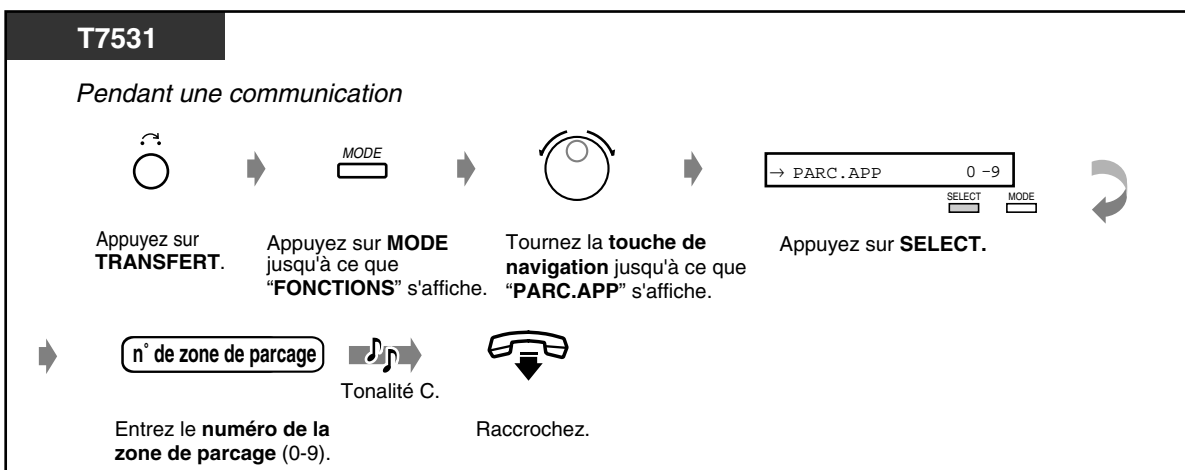 T7531
Pendant une communication
MODE
→ PARC.APP 0 -9
SELECT MODE
Appuyez sur
TRANSFERT.
Appuyez sur MODE
jusqu'à ce que
“FONCTIONS” s'affiche.
Tournez la touche de
navigation jusqu'à ce que
“PARC.APP” s'affiche.
Appuyez sur SELECT.
n° de zone de parcage
Tonalité C.
Entrez le numéro de la
zone de parcage (0-9).
Raccrochez.